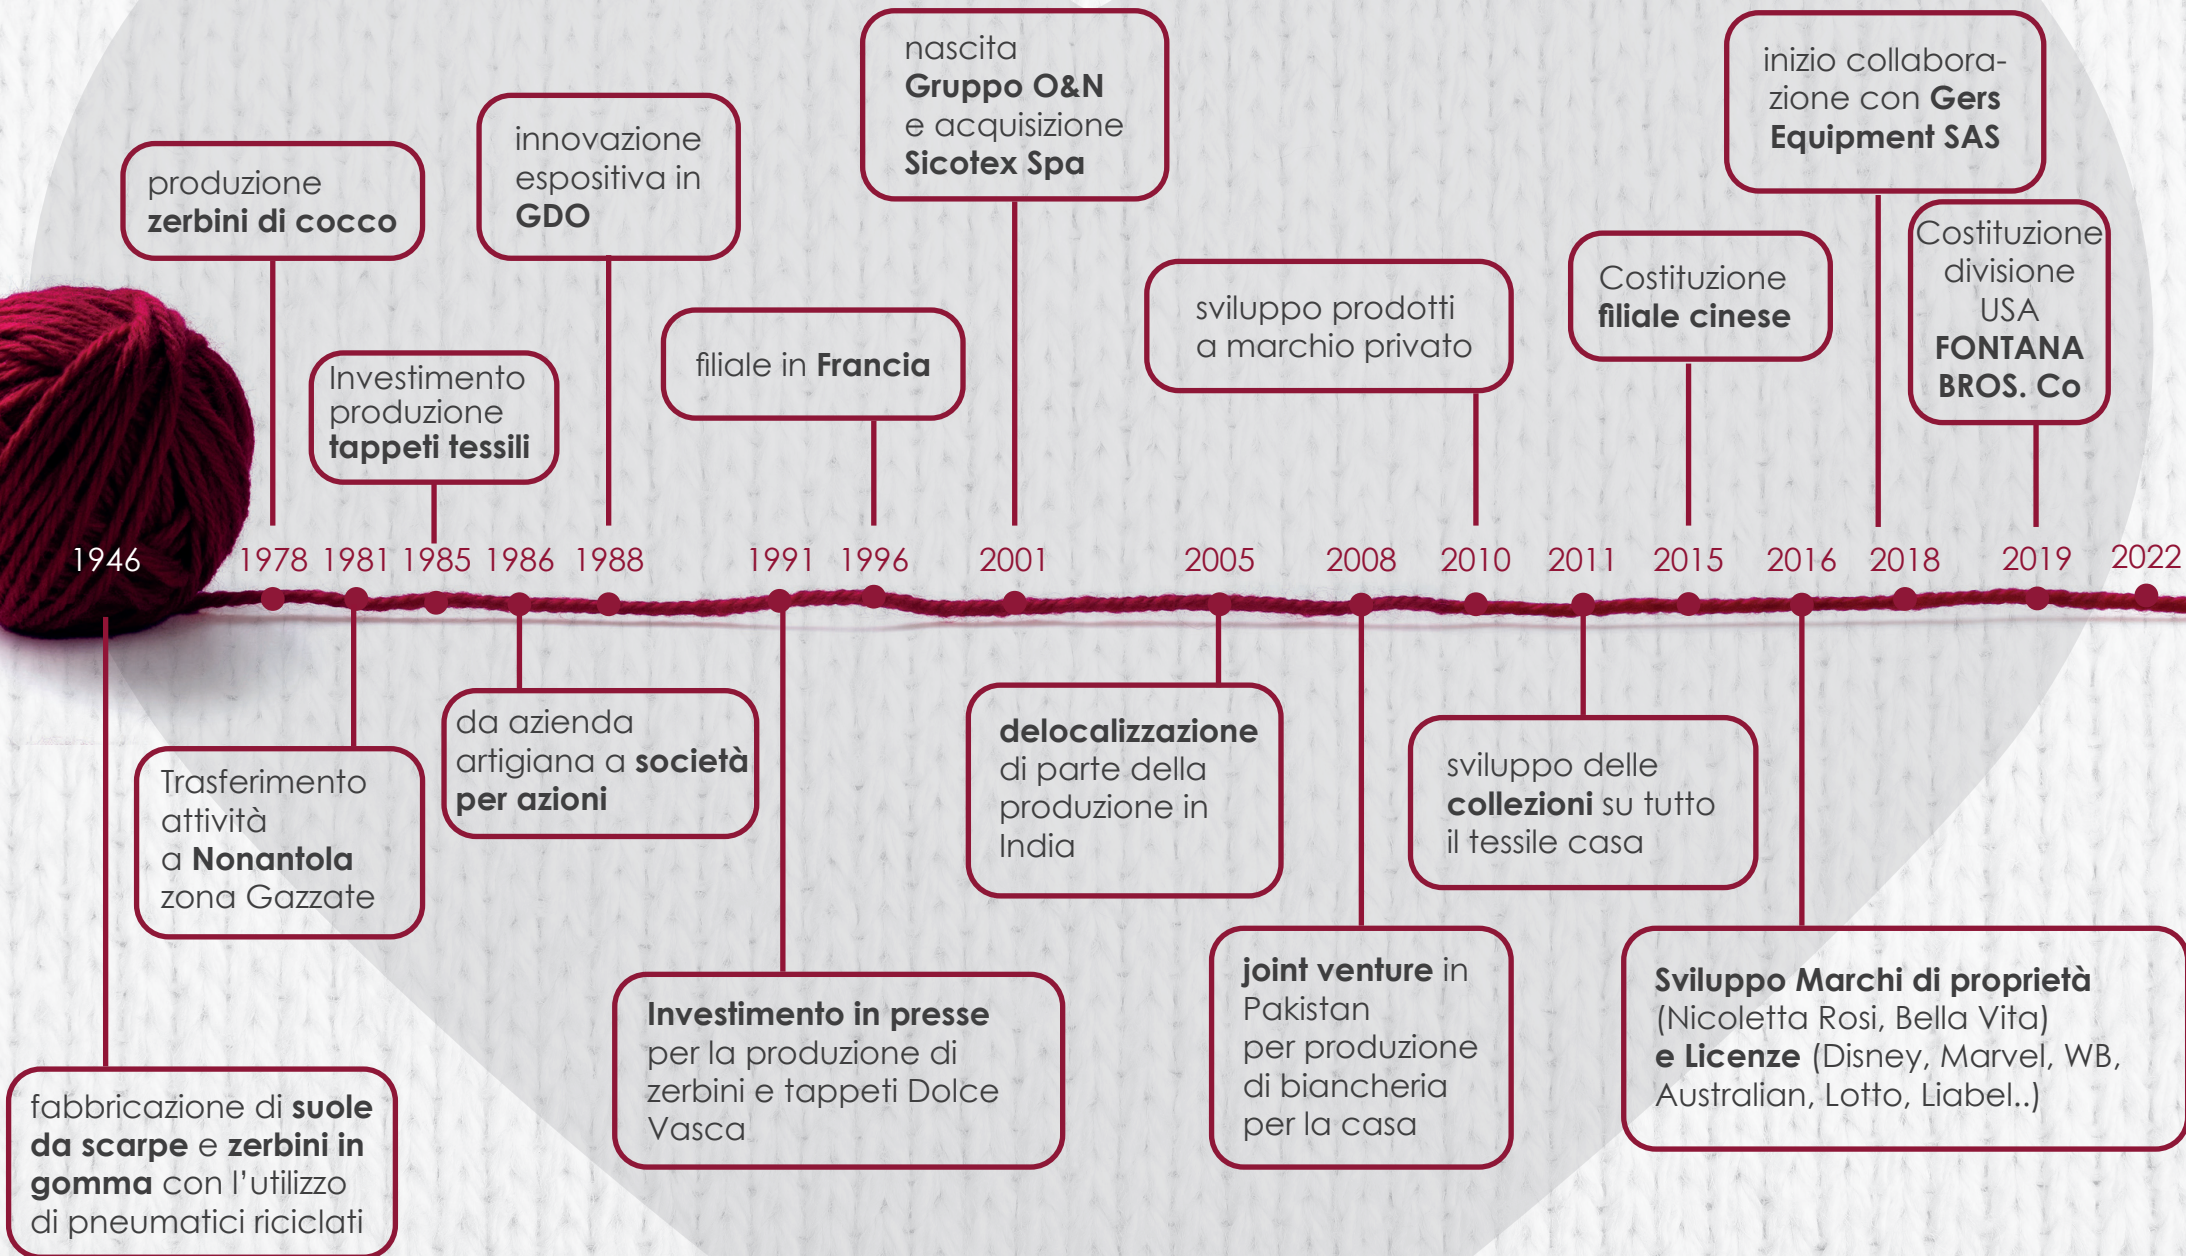 nascita
Gruppo O&N
e acquisizione
Sicotex Spa
inizio collabora-
zione con Gers
Equipment SAS
innovazione
espositiva in
GDO
produzione
zerbini di cocco
Costituzione
divisione
USA
FONTANA
BROS. Co
Costituzione
filiale cinese
sviluppo prodotti
a marchio privato
filiale in Francia
Investimento
produzione
tappeti tessili
1946
1978
1981
1985
1986
1988
1991
1996
2001
2005
2008
2010
2011
2015
2016
2018
2019
2022
da azienda
artigiana a società
per azioni
delocalizzazione
di parte della
produzione in
India
sviluppo delle
collezioni su tutto
il tessile casa
Trasferimento
attività
a Nonantola
zona Gazzate
joint venture in
Pakistan
per produzione
di biancheria
per la casa
Sviluppo Marchi di proprietà
(Nicoletta Rosi, Bella Vita)
e Licenze (Disney, Marvel, WB,
Australian, Lotto, Liabel..)
Investimento in presse
per la produzione di
zerbini e tappeti Dolce
Vasca
fabbricazione di suole
da scarpe e zerbini in
gomma con l'utilizzo
di pneumatici riciclati